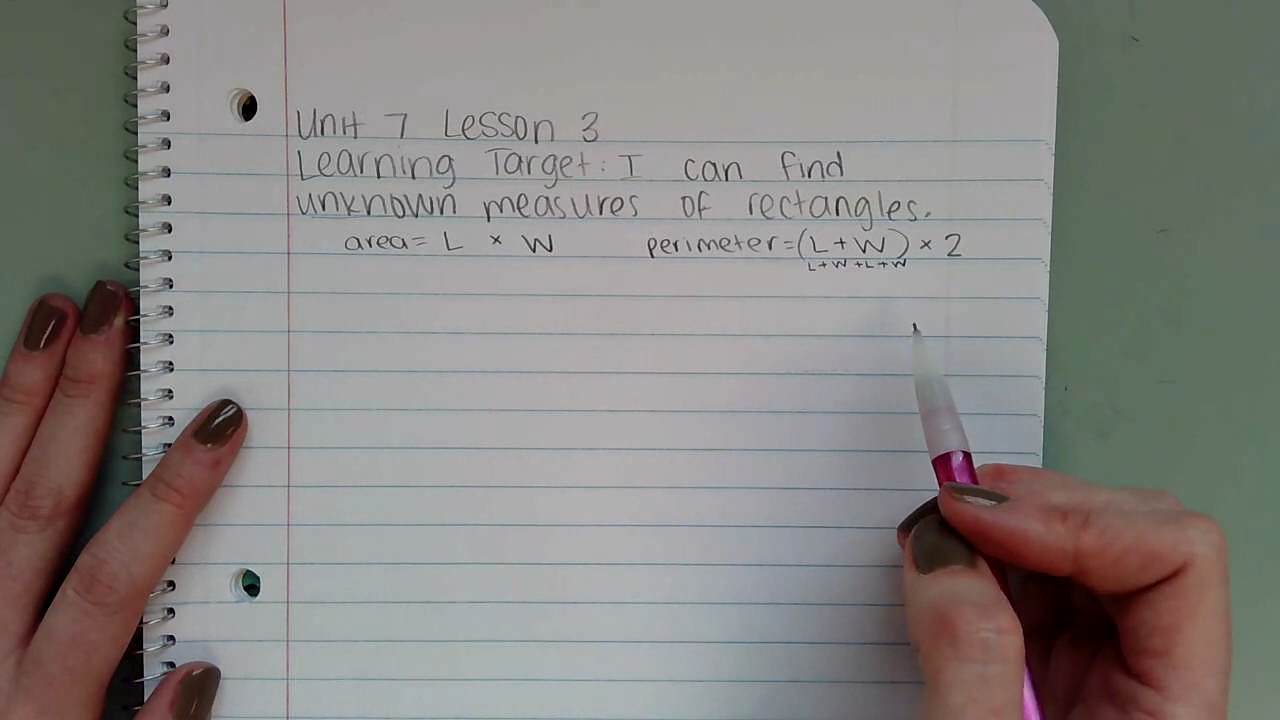 Unit 7 Lesson 3
Learning Target: I can find
unknown measures of rectangles.
area= L × W perimeter=(L+W)×2
L+W+L+W